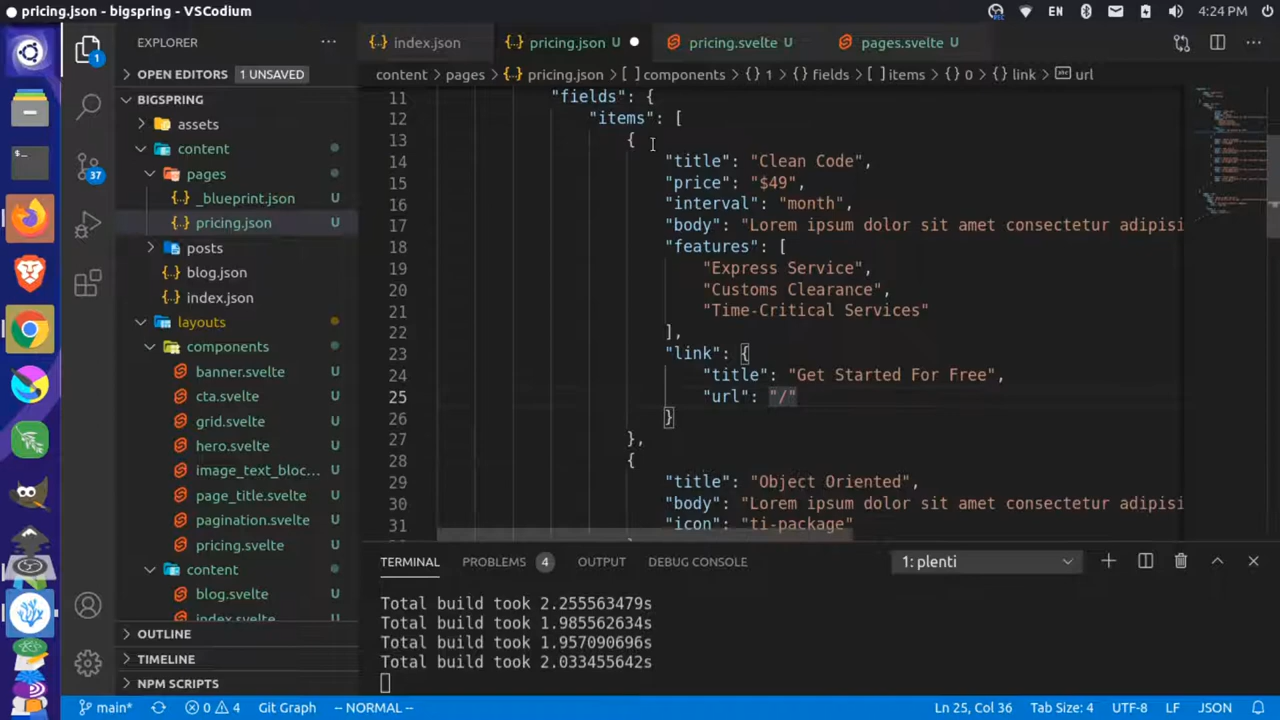 pricing.json - bigspring - VSCodium
EN
4:24 PM
EXPLORER
index.json
pricing.json U
pricing.svelte U
pages.svelte U
OPEN EDITORS 1 UNSAVED
content > pages > pricing.json > [ ] components > {} 1 > {} fields > [ ] items > {} 0 > {} link > url
BIGSPRING
assets
content
pages
_blueprint.json U
pricing.json U
posts
blog.json
index.json
layouts
components
banner.svelte U
cta.svelte U
grid.svelte U
hero.svelte U
image_text_bloc... U
page_title.svelte U
pagination.svelte U
pricing.svelte U
content
blog.svelte U
index.svelte U
OUTLINE
TIMELINE
NPM SCRIPTS
1
37
11 "fields": {
12 "items": [
13 {
14 "title": "Clean Code",
15 "price": "$49",
16 "interval": "month",
17 "body": "Lorem ipsum dolor sit amet consectetur adipisi
18 "features": [
19 "Express Service",
20 "Customs Clearance",
21 "Time-Critical Services"
22 ],
23 "link": {
24 "title": "Get Started For Free",
25 "url": "/"
26 }
27 },
28 {
29 "title": "Object Oriented",
30 "body": "Lorem ipsum dolor sit amet consectetur adipisi
31 "icon": "ti-package"
TERMINAL PROBLEMS 4 OUTPUT DEBUG CONSOLE 1: plenti
Total build took 2.255563479s
Total build took 1.985562634s
Total build took 1.957090696s
Total build took 2.033455642s
main* 0 4 Git Graph -- NORMAL -- Ln 25, Col 36 Tab Size: 4 UTF-8 LF JSON